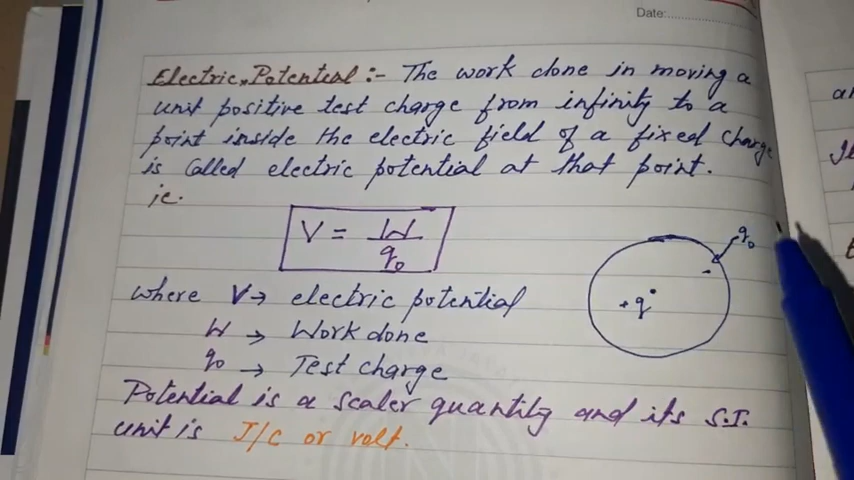 Date:
Electric Potential :- The work done in moving a
unit positive test charge from infinity to a
point inside the electric field of a fixed charge
is called electric potential at that point.
ie.
V = W / q₀
q₀
+q
where V → electric potential
W → Work done
q₀ → Test charge
Potential is a scaler quantity and its S.I.
unit is J/C or volt.